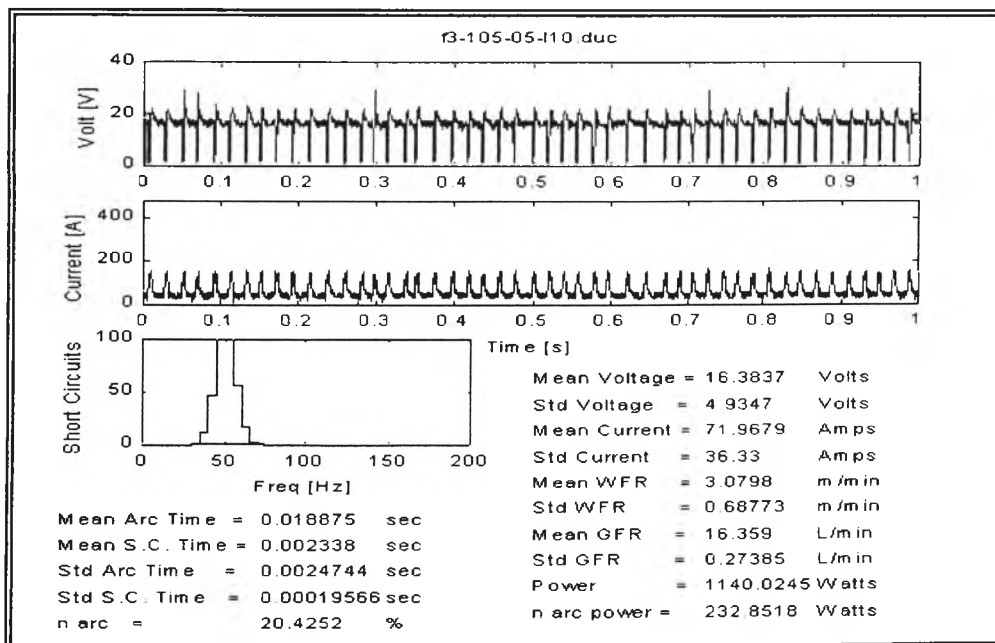 f3-105-05-l10.duc
Volt [V]
40
20
0
0 0.1 0.2 0.3 0.4 0.5 0.6 0.7 0.8 0.9 1
Current [A]
400
200
0
0 0.1 0.2 0.3 0.4 0.5 0.6 0.7 0.8 0.9 1
Time [s]
Short Circuits
100
50
0
0 50 100 150 200
Freq [Hz]
Mean Arc Time = 0.018875 sec
Mean S.C. Time = 0.002338 sec
Std Arc Time = 0.0024744 sec
Std S.C. Time = 0.00019566 sec
n arc = 20.4252 %
Mean Voltage = 16.3837 Volts
Std Voltage = 4.9347 Volts
Mean Current = 71.9679 Amps
Std Current = 36.33 Amps
Mean WFR = 3.0798 m/min
Std WFR = 0.68773 m/min
Mean GFR = 16.359 L/min
Std GFR = 0.27385 L/min
Power = 1140.0245 Watts
n arc power = 232.8518 Watts